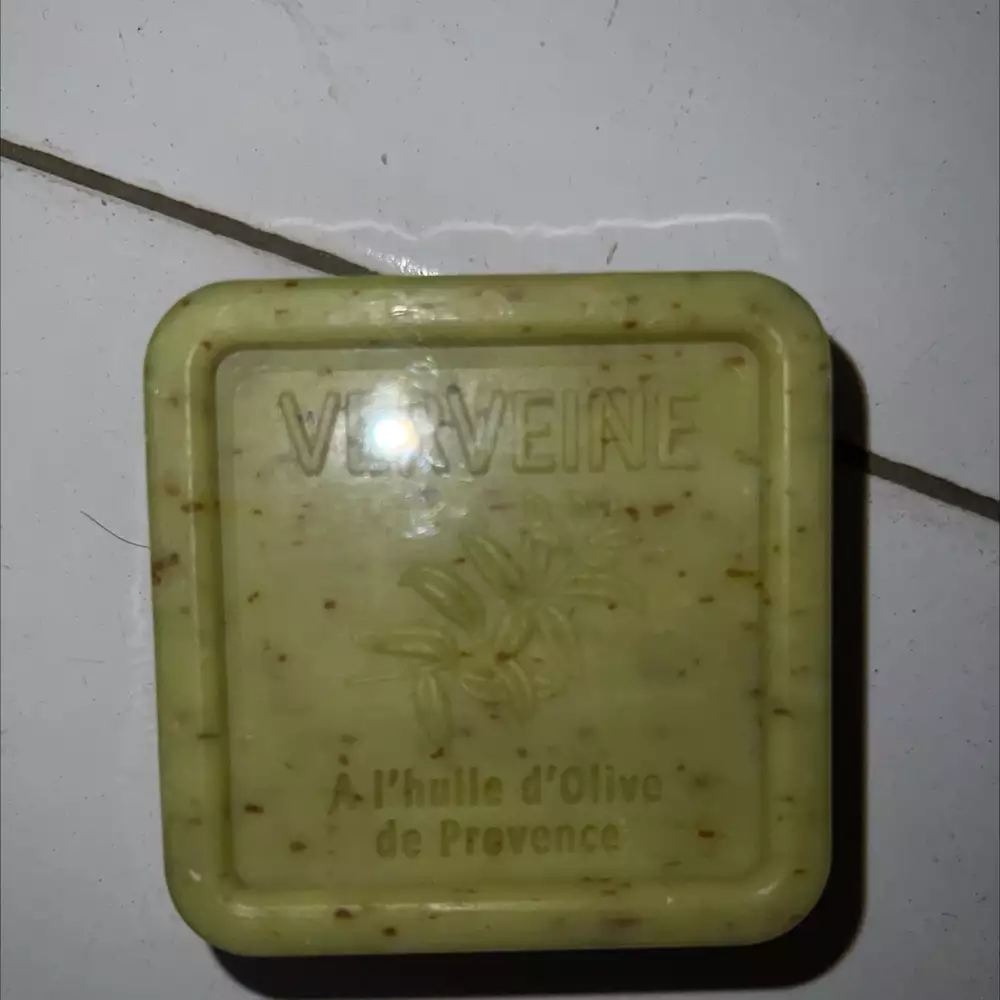 VERVEINE
À l'huile d'Olive
de Provence